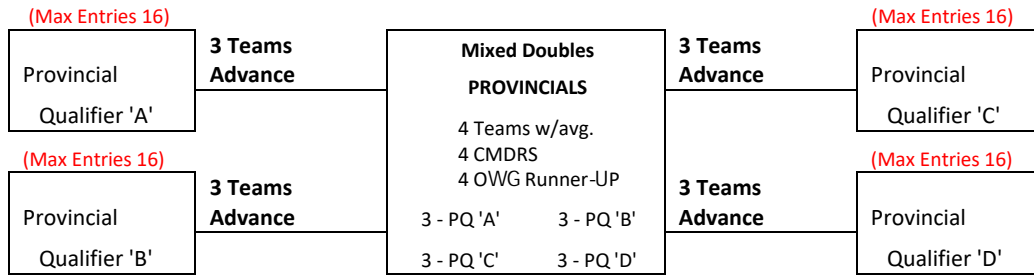 (Max Entries 16)
Provincial
Qualifier 'A'
3 Teams
Advance
(Max Entries 16)
Provincial
Qualifier 'B'
3 Teams
Advance
Mixed Doubles
PROVINCIALS
4 Teams w/avg.
4 CMDRS
4 OWG Runner-UP
3 - PQ 'A' 3 - PQ 'B'
3 - PQ 'C' 3 - PQ 'D'
3 Teams
Advance
(Max Entries 16)
Provincial
Qualifier 'C'
3 Teams
Advance
(Max Entries 16)
Provincial
Qualifier 'D'